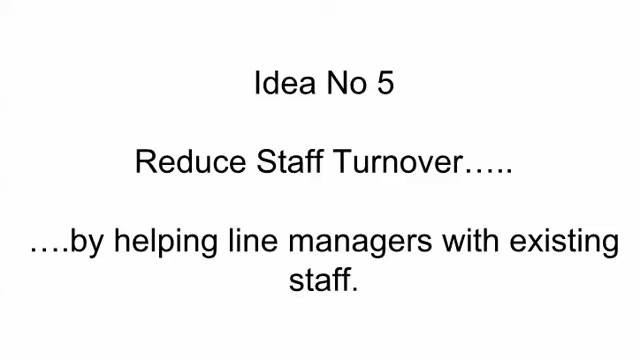 Idea No 5
Reduce Staff Turnover…..
….by helping line managers with existing
staff.